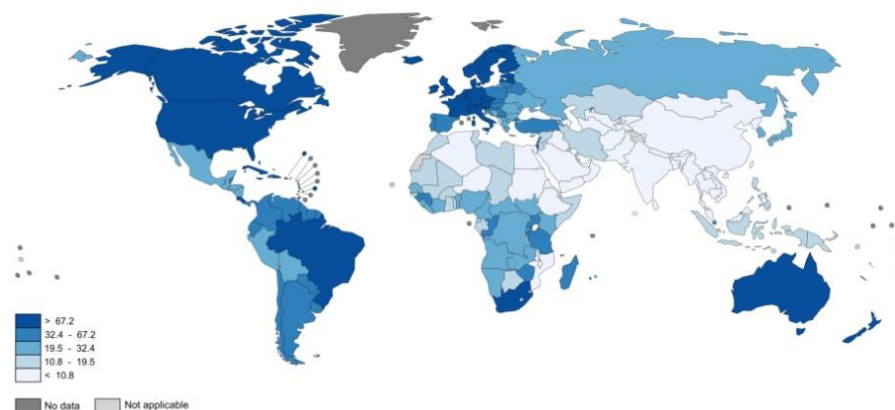 > 67.2
32.4 - 67.2
19.5 - 32.4
10.8 - 19.5
< 10.8
No data
Not applicable